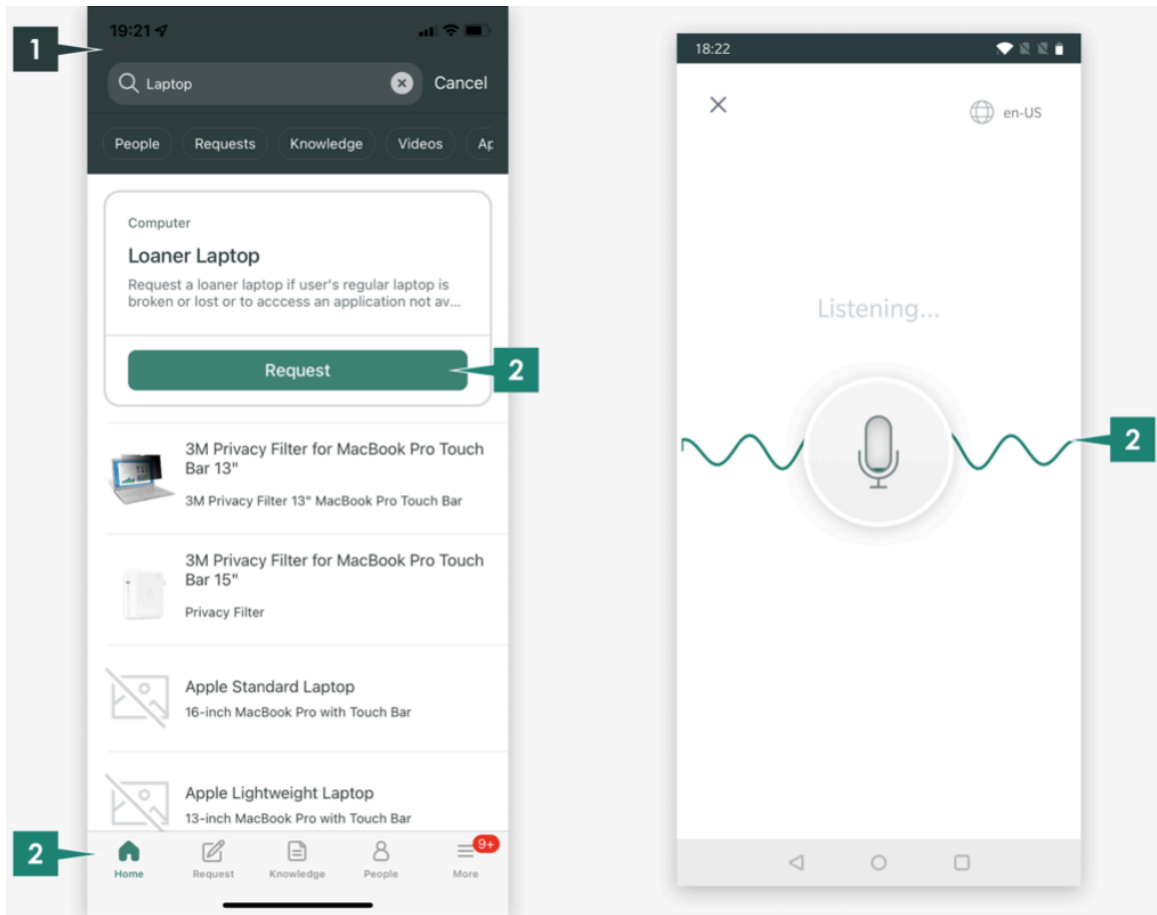 1
19:21
Laptop
Cancel
People
Requests
Knowledge
Videos
Ap
Computer
Loaner Laptop
Request a loaner laptop if user's regular laptop is
broken or lost or to acccess an application not av...
Request
2
3M Privacy Filter for MacBook Pro Touch
Bar 13"
3M Privacy Filter 13" MacBook Pro Touch Bar
3M Privacy Filter for MacBook Pro Touch
Bar 15"
Privacy Filter
Apple Standard Laptop
16-inch MacBook Pro with Touch Bar
Apple Lightweight Laptop
13-inch MacBook Pro with Touch Bar
2
9+
Home
Request
Knowledge
People
More
18:22
en-US
Listening...
2